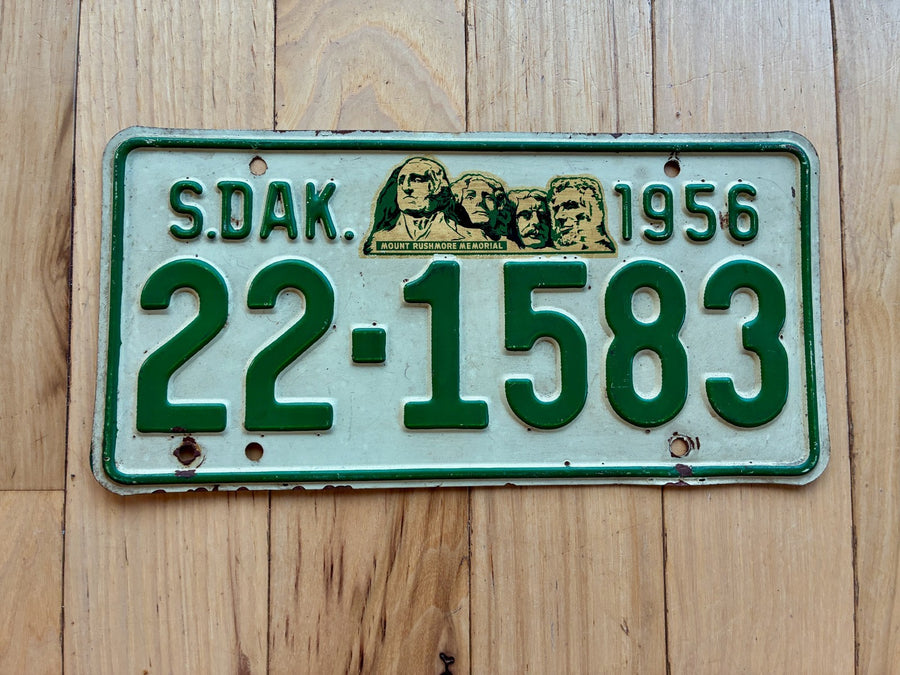 S.DAK. 1956
MOUNT RUSHMORE MEMORIAL
22-1583